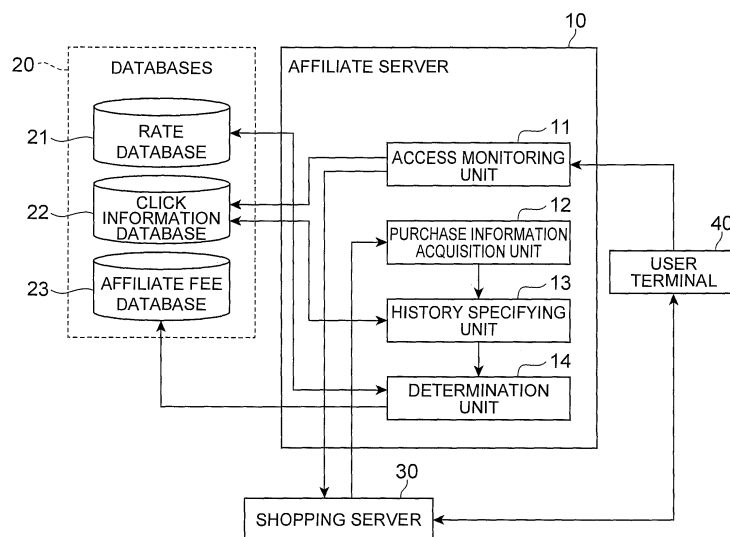 10
20
DATABASES
AFFILIATE SERVER
21
RATE
DATABASE
11
ACCESS MONITORING
UNIT
22
CLICK
INFORMATION
DATABASE
12
PURCHASE INFORMATION
ACQUISITION UNIT
40
USER
TERMINAL
23
AFFILIATE FEE
DATABASE
13
HISTORY SPECIFYING
UNIT
14
DETERMINATION
UNIT
30
SHOPPING SERVER